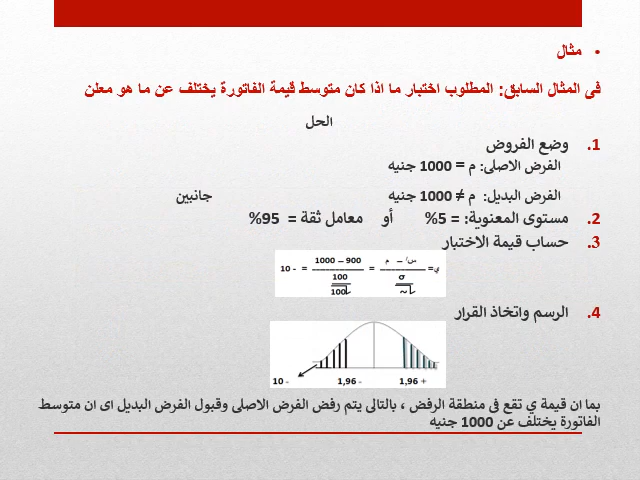 • مثال
فى المثال السابق: المطلوب اختبار ما اذا كان متوسط قيمة الفاتورة يختلف عن ما هو معلن
الحل
1. وضع الفروض
الفرض الاصلى: م = 1000 جنيه
الفرض البديل: م ≠ 1000 جنيه جانبين
2. مستوى المعنوية: = 5% أو معامل ثقة = 95%
3. حساب قيمة الاختبار
س/ – م
ي= ـــــــــ = ـــــــــ = - 10
900 – 1000
σ
100
ن
100
4. الرسم واتخاذ القرار
+ 1,96
- 1,96
- 10
بما ان قيمة ي تقع فى منطقة الرفض ، بالتالى يتم رفض الفرض الاصلى وقبول الفرض البديل اى ان متوسط
الفاتورة يختلف عن 1000 جنيه